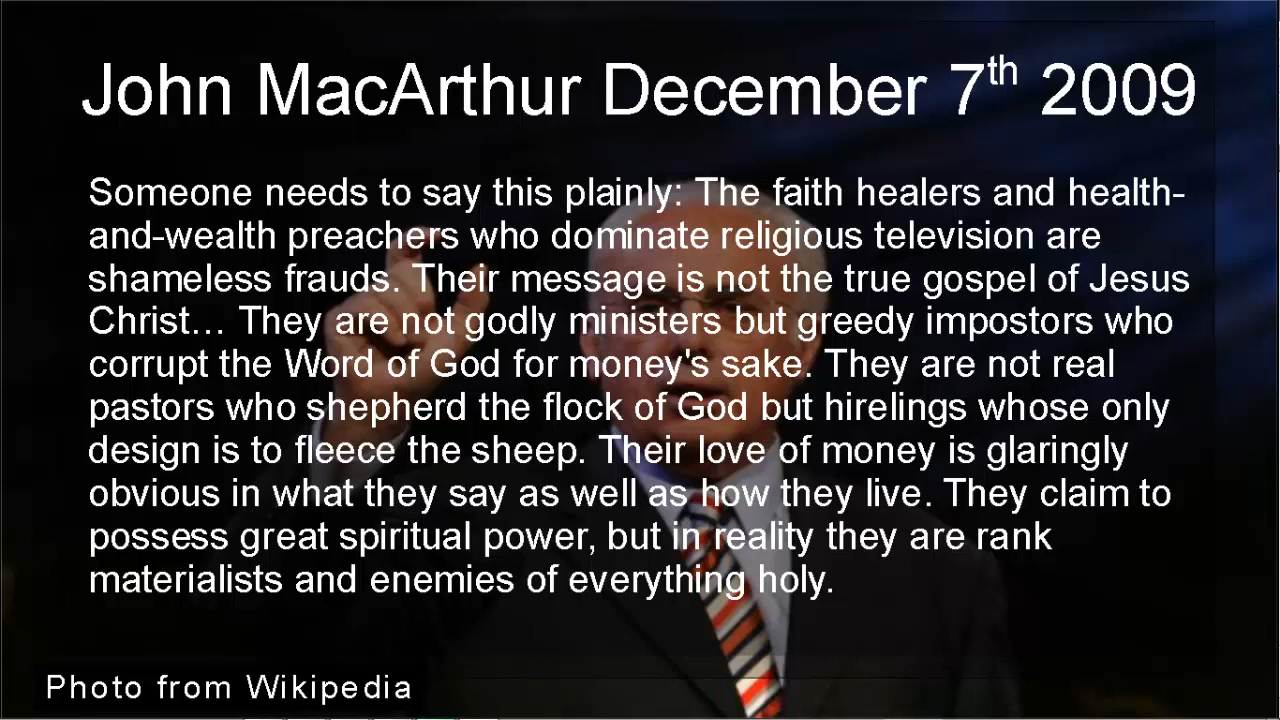 John MacArthur December 7th 2009
Someone needs to say this plainly: The faith healers and health-
and-wealth preachers who dominate religious television are
shameless frauds. Their message is not the true gospel of Jesus
Christ... They are not godly ministers but greedy impostors who
corrupt the Word of God for money's sake. They are not real
pastors who shepherd the flock of God but hirelings whose only
design is to fleece the sheep. Their love of money is glaringly
obvious in what they say as well as how they live. They claim to
possess great spiritual power, but in reality they are rank
materialists and enemies of everything holy.
Photo from Wikipedia